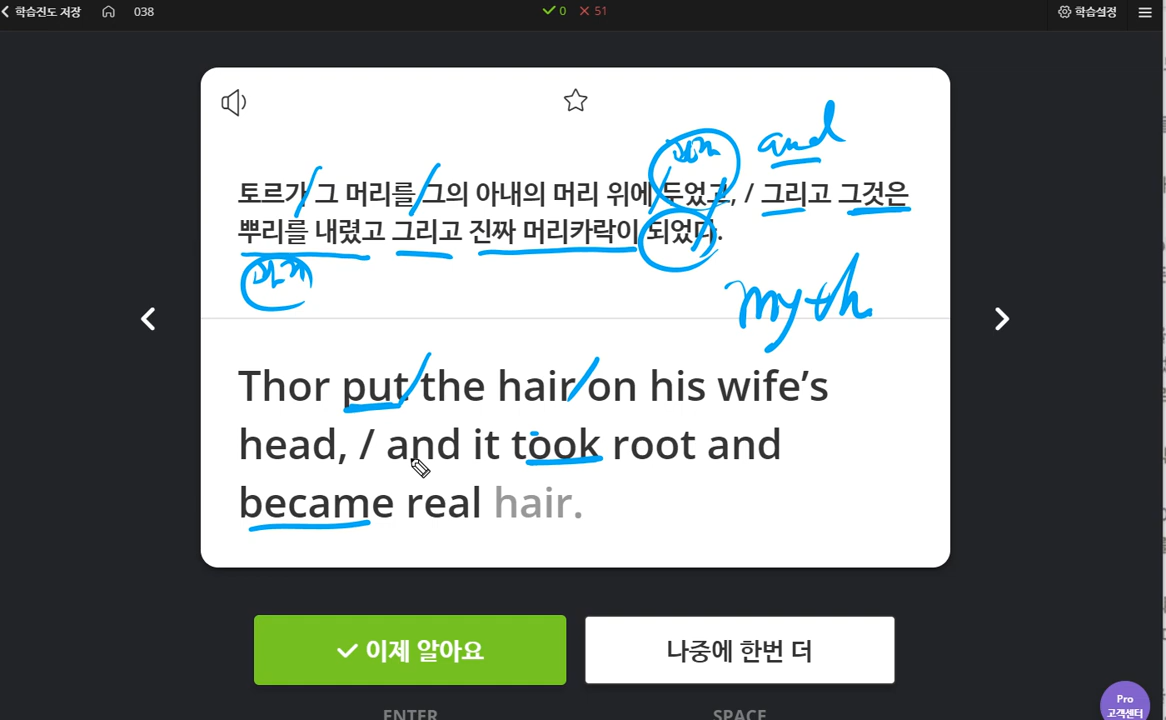 학습진도 저장 038 0 51 학습설정
and
토르가/ 그 머리를/ 그의 아내의 머리 위에/ 두었고, / 그리고 그것은
뿌리를 내렸고 그리고 진짜 머리카락이/ 되었다.
과거
myth
Thor put/ the hair/ on his wife's
head, / and it took root and
became real hair.
이제 알아요 나중에 한번 더
ENTER SPACE
Pro
고객센터